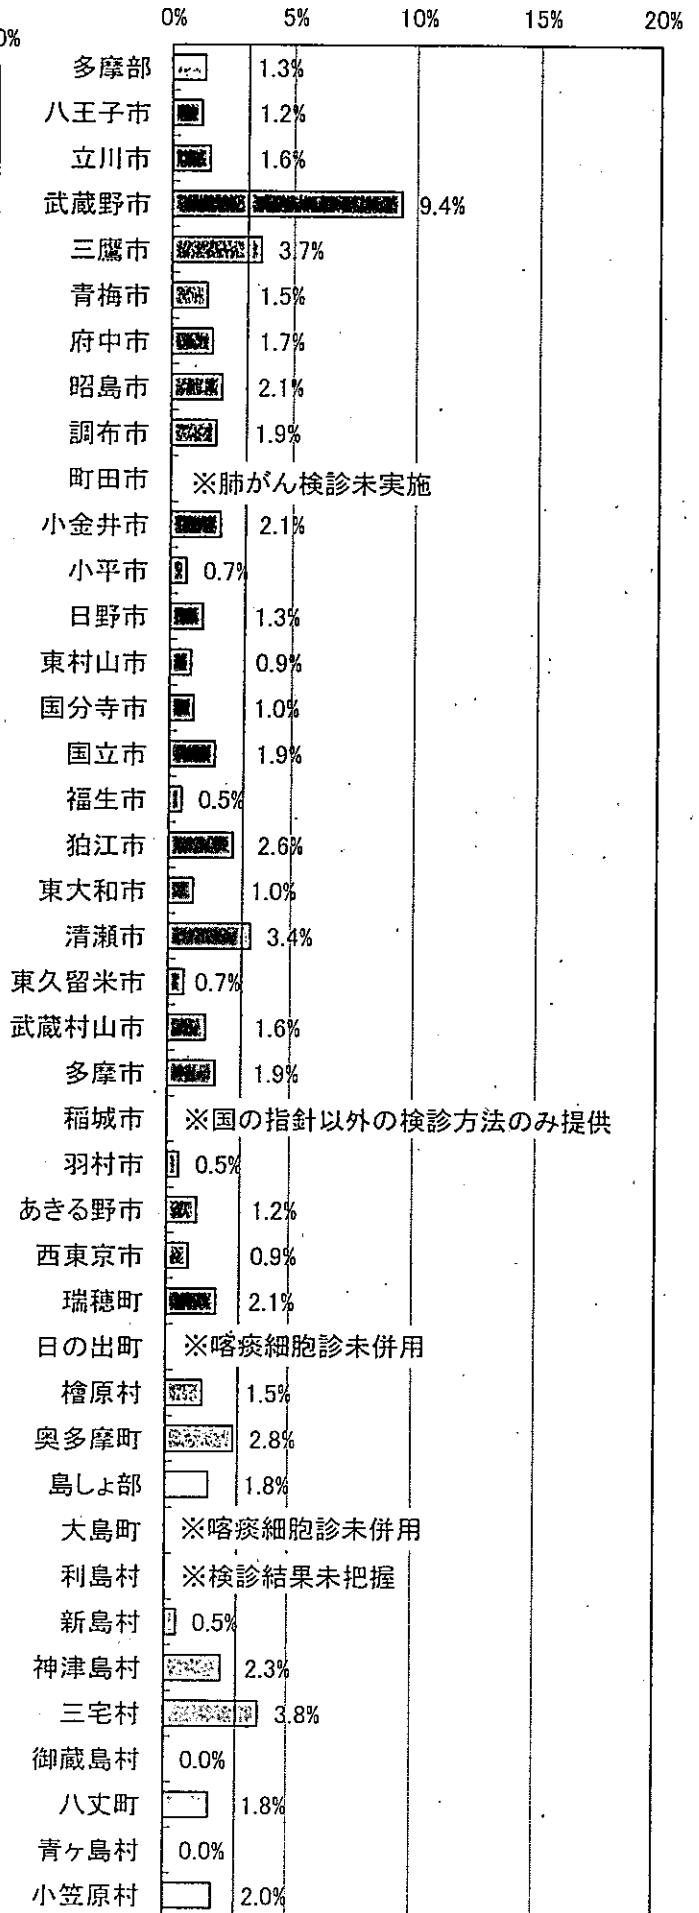 0%
0% 5% 10% 15% 20%
多摩部 1.3%
八王子市 1.2%
立川市 1.6%
武蔵野市 9.4%
三鷹市 3.7%
青梅市 1.5%
府中市 1.7%
昭島市 2.1%
調布市 1.9%
町田市 ※肺がん検診未実施
小金井市 2.1%
小平市 0.7%
日野市 1.3%
東村山市 0.9%
国分寺市 1.0%
国立市 1.9%
福生市 0.5%
狛江市 2.6%
東大和市 1.0%
清瀬市 3.4%
東久留米市 0.7%
武蔵村山市 1.6%
多摩市 1.9%
稲城市 ※国の指針以外の検診方法のみ提供
羽村市 0.5%
あきる野市 1.2%
西東京市 0.9%
瑞穂町 2.1%
日の出町 ※喀痰細胞診未併用
檜原村 1.5%
奥多摩町 2.8%
島しょ部 1.8%
大島町 ※喀痰細胞診未併用
利島村 ※検診結果未把握
新島村 0.5%
神津島村 2.3%
三宅村 3.8%
御蔵島村 0.0%
八丈町 1.8%
青ヶ島村 0.0%
小笠原村 2.0%